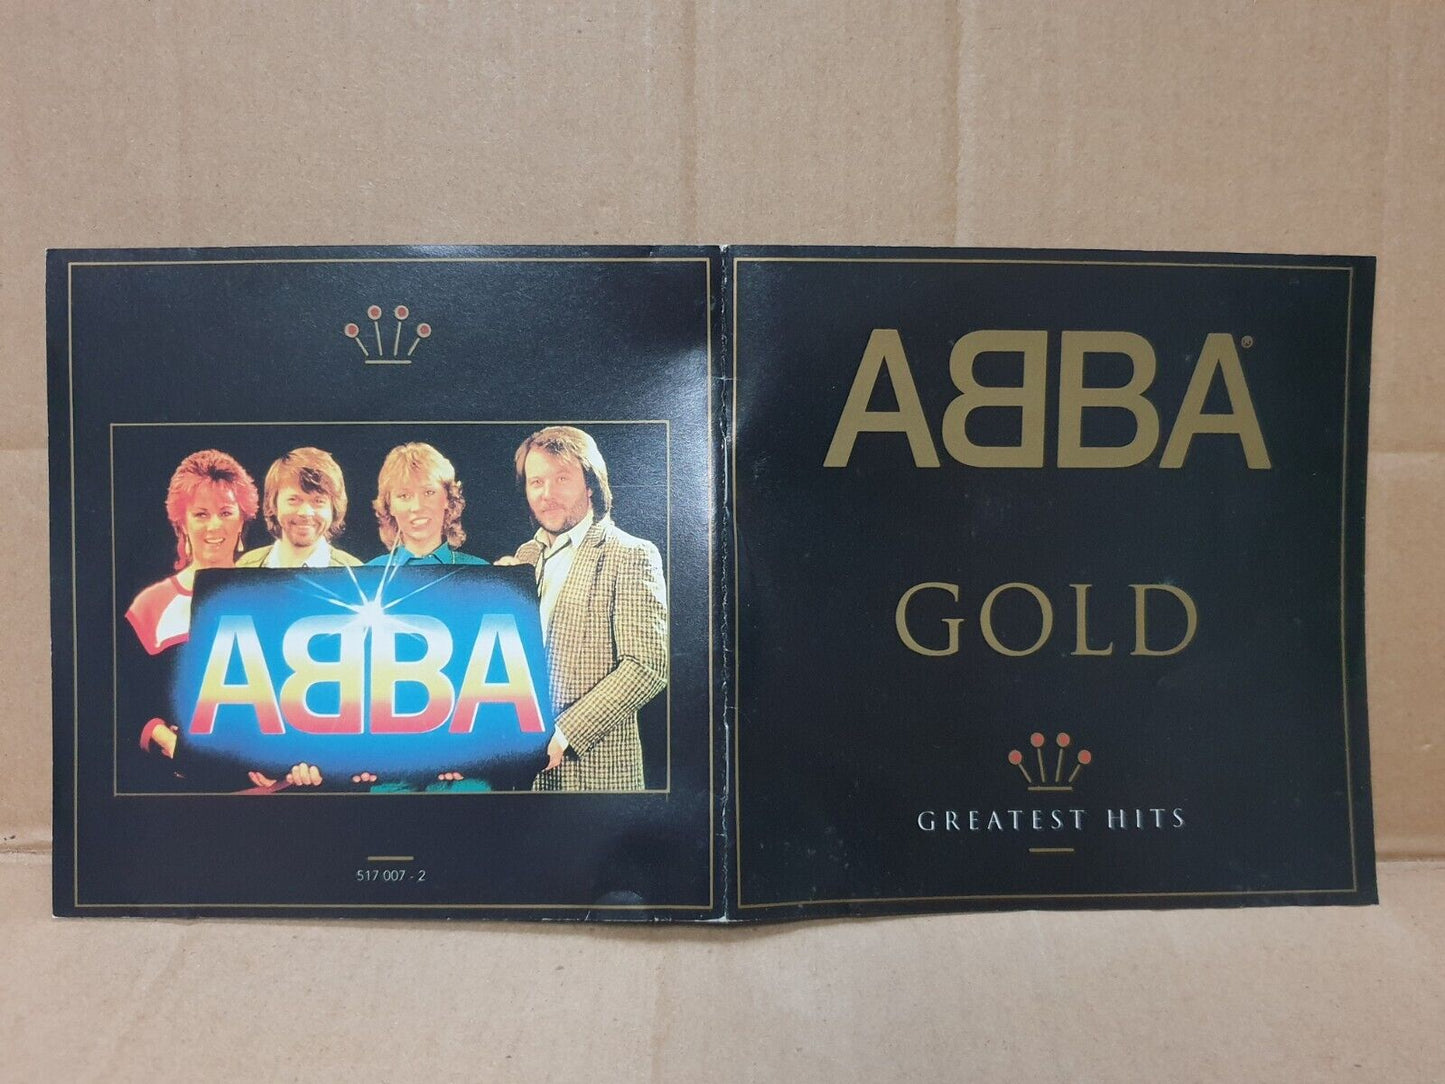 ABBA
517 007 - 2
ABBA®
GOLD
GREATEST HITS